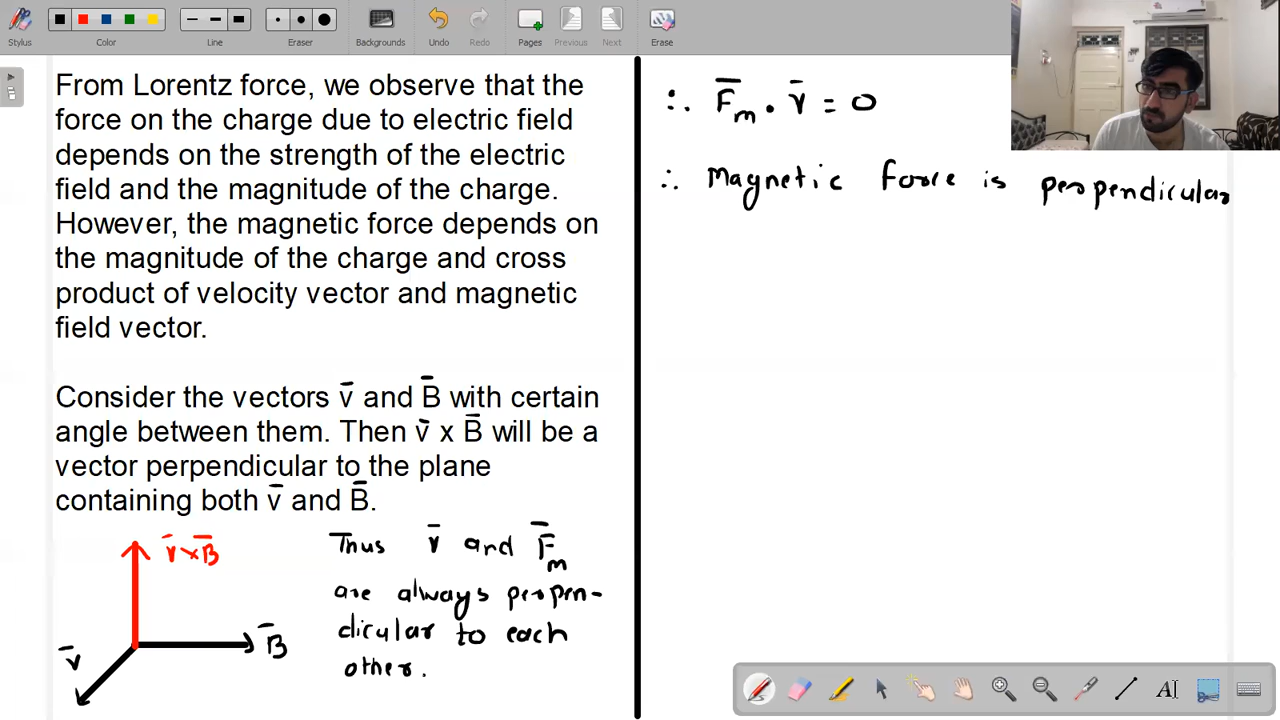 Stylus
Color
Line
Eraser
Backgrounds
Undo
Redo
Pages
Previous
Next
Erase
From Lorentz force, we observe that the
force on the charge due to electric field
depends on the strength of the electric
field and the magnitude of the charge.
However, the magnetic force depends on
the magnitude of the charge and cross
product of velocity vector and magnetic
field vector.
Consider the vectors v̄ and B̄ with certain
angle between them. Then v̄ x B̄ will be a
vector perpendicular to the plane
containing both v̄ and B̄.
v̄×B̄
B̄
v̄
Thus v̄ and F̄m
are always perpen-
dicular to each
other.
∴ F̄m · v̄ = 0
∴ Magnetic force is perpendicular
AI